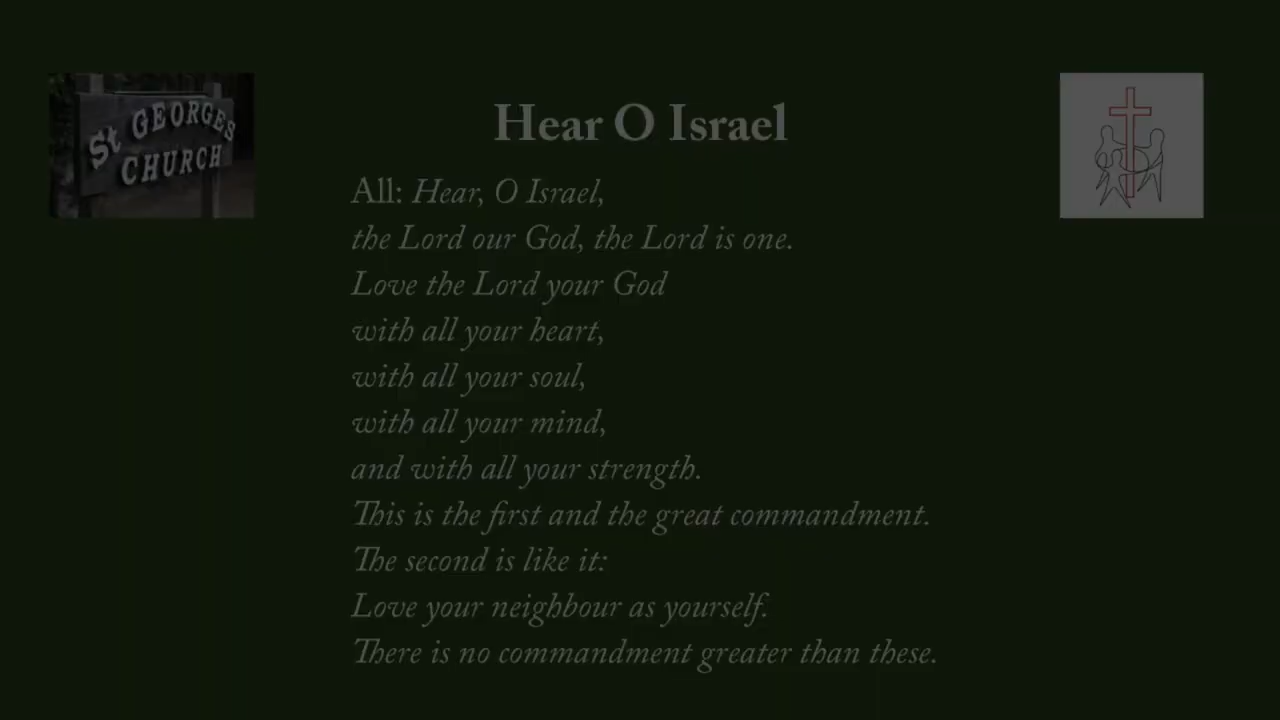 St GEORGES
CHURCH
Hear O Israel
All: Hear, O Israel,
the Lord our God, the Lord is one.
Love the Lord your God
with all your heart,
with all your soul,
with all your mind,
and with all your strength.
This is the first and the great commandment.
The second is like it:
Love your neighbour as yourself.
There is no commandment greater than these.